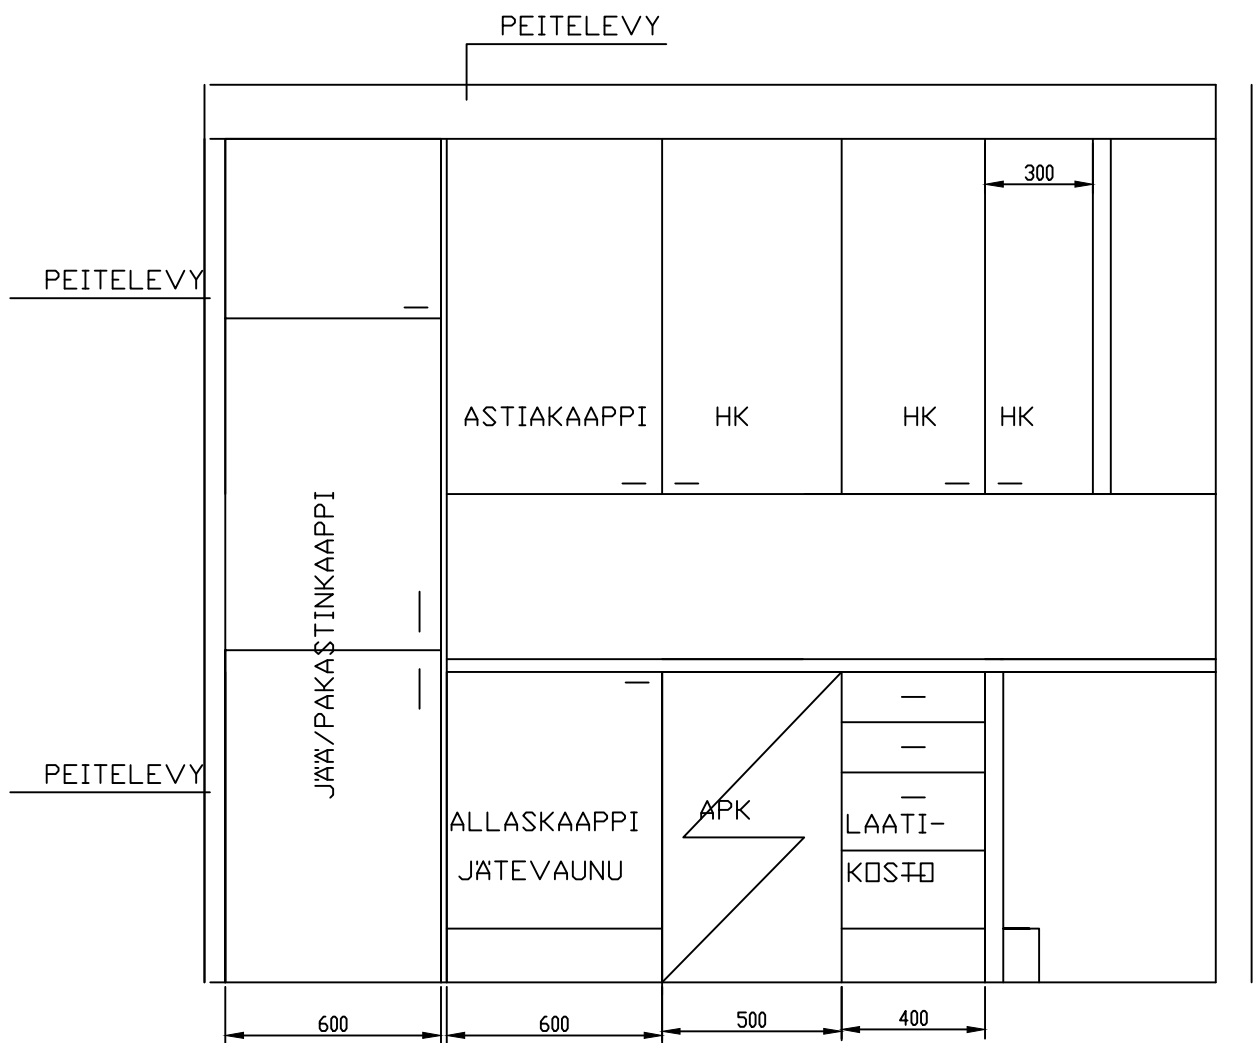 PEITELEVY
300
PEITELEVY
ASTIAKAAPPI
HK
HK
HK
JÄÄ/PAKASTINKAAPPI
PEITELEVY
ALLASKAAPPI
JÄTEVAUNU
APK
LAATI-
KOSTO
600
600
500
400